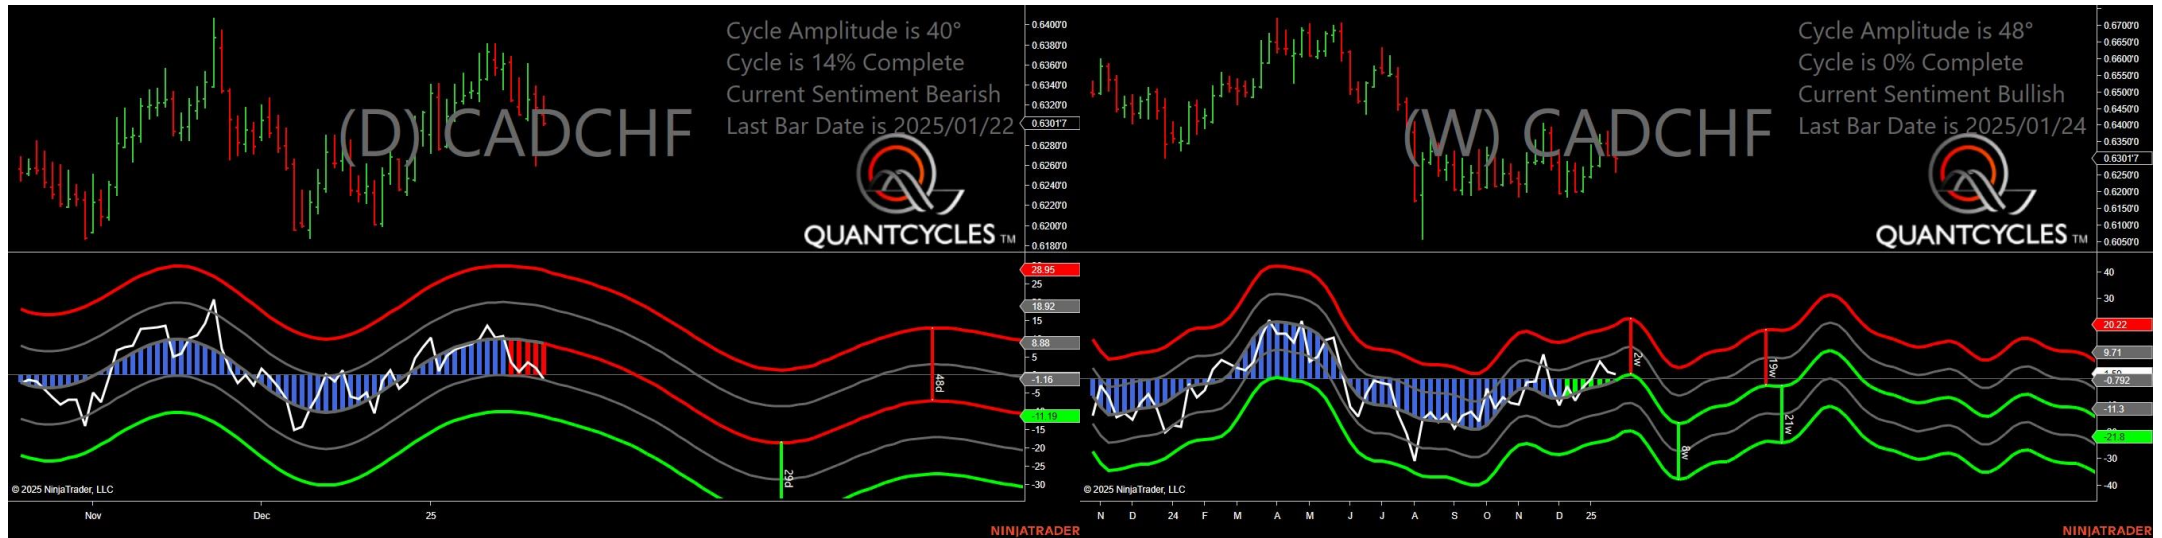 Cycle Amplitude is 40°
Cycle is 14% Complete
Current Sentiment Bearish
Last Bar Date is 2025/01/22
(D) CADCHF
QUANTCYCLES TM
0.6400'0
0.6380'0
0.6360'0
0.6340'0
0.6320'0
0.6301'7
0.6280'0
0.6260'0
0.6240'0
0.6220'0
0.6200'0
0.6180'0
28.95
25
18.92
15
8.88
5
-1.16
-5
-11.19
-15
-20
-25
-30
48d
29d
© 2025 NinjaTrader, LLC
Nov
Dec
25
NINJATRADER
Cycle Amplitude is 48°
Cycle is 0% Complete
Current Sentiment Bullish
Last Bar Date is 2025/01/24
(W) CADCHF
QUANTCYCLES TM
0.6700'0
0.6650'0
0.6600'0
0.6550'0
0.6500'0
0.6450'0
0.6400'0
0.6350'0
0.6301'7
0.6250'0
0.6200'0
0.6150'0
0.6100'0
0.6050'0
40
30
20.22
9.71
-0.792
-11.3
-21.8
-30
-40
2w
8w
19w
21w
© 2025 NinjaTrader, LLC
N
D
24
F
M
A
M
J
J
A
S
O
N
D
25
NINJATRADER